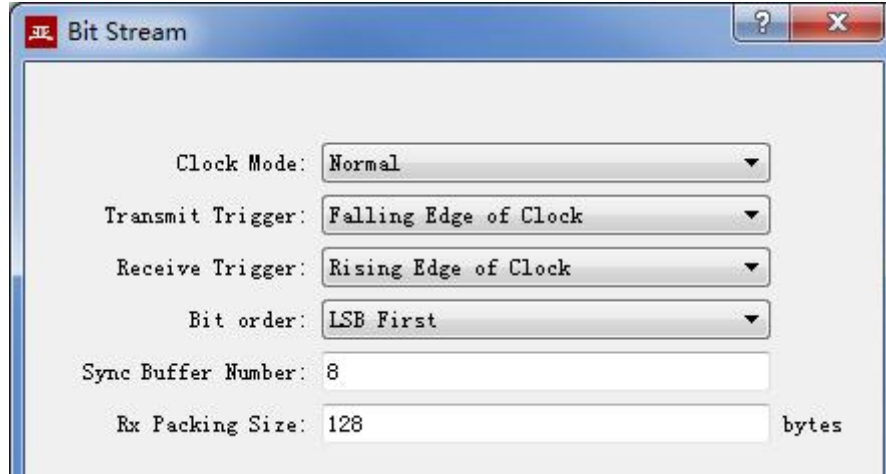 亚 Bit Stream ? X
Clock Mode: Normal
Transmit Trigger: Falling Edge of Clock
Receive Trigger: Rising Edge of Clock
Bit order: LSB First
Sync Buffer Number: 8
Rx Packing Size: 128 bytes